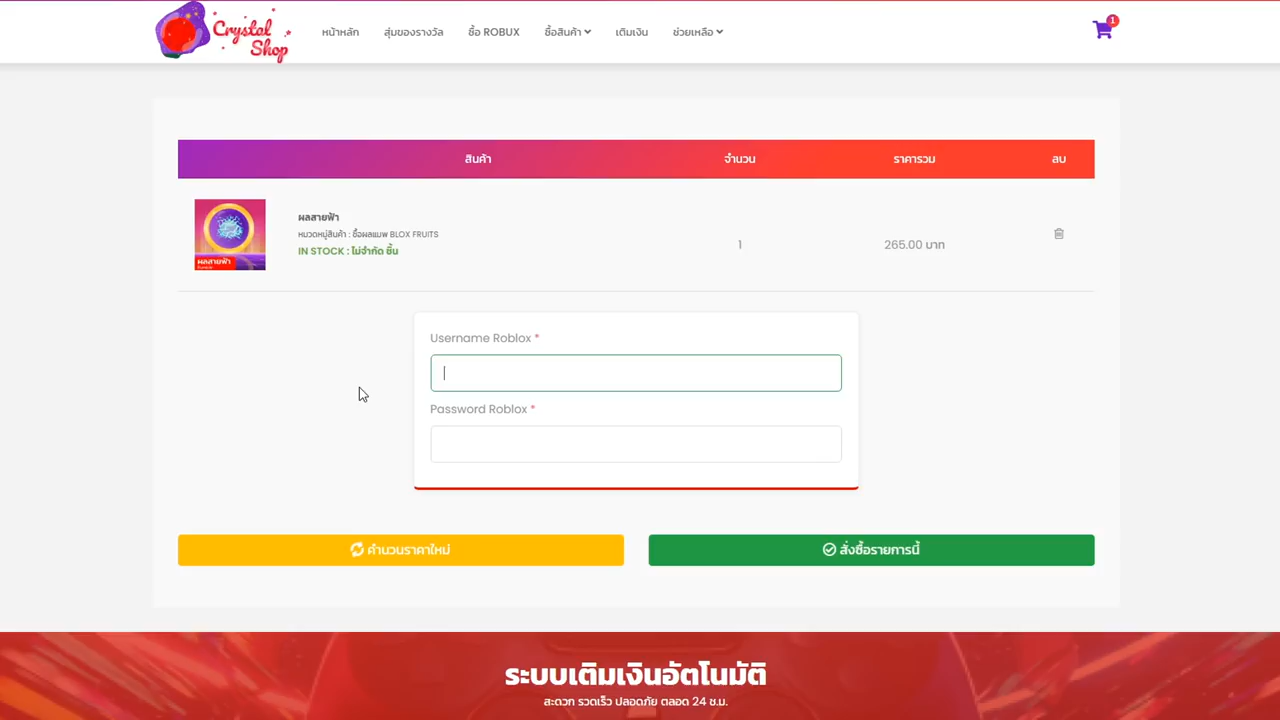 Crystal Shop
หน้าหลัก สุ่มของรางวัล ซื้อ ROBUX ซื้อสินค้า เติมเงิน ช่วยเหลือ 1
สินค้า จำนวน ราคารวม ลบ
ผลสายฟ้า
หมวดหมู่สินค้า : ซื้อผลแมพ BLOX FRUITS
IN STOCK : ไม่จำกัด ชิ้น
1 265.00 บาท
ผลสายฟ้า
Username Roblox *
Password Roblox *
คำนวนราคาใหม่ สั่งซื้อรายการนี้
ระบบเติมเงินอัตโนมัติ
สะดวก รวดเร็ว ปลอดภัย ตลอด 24 ช.ม.